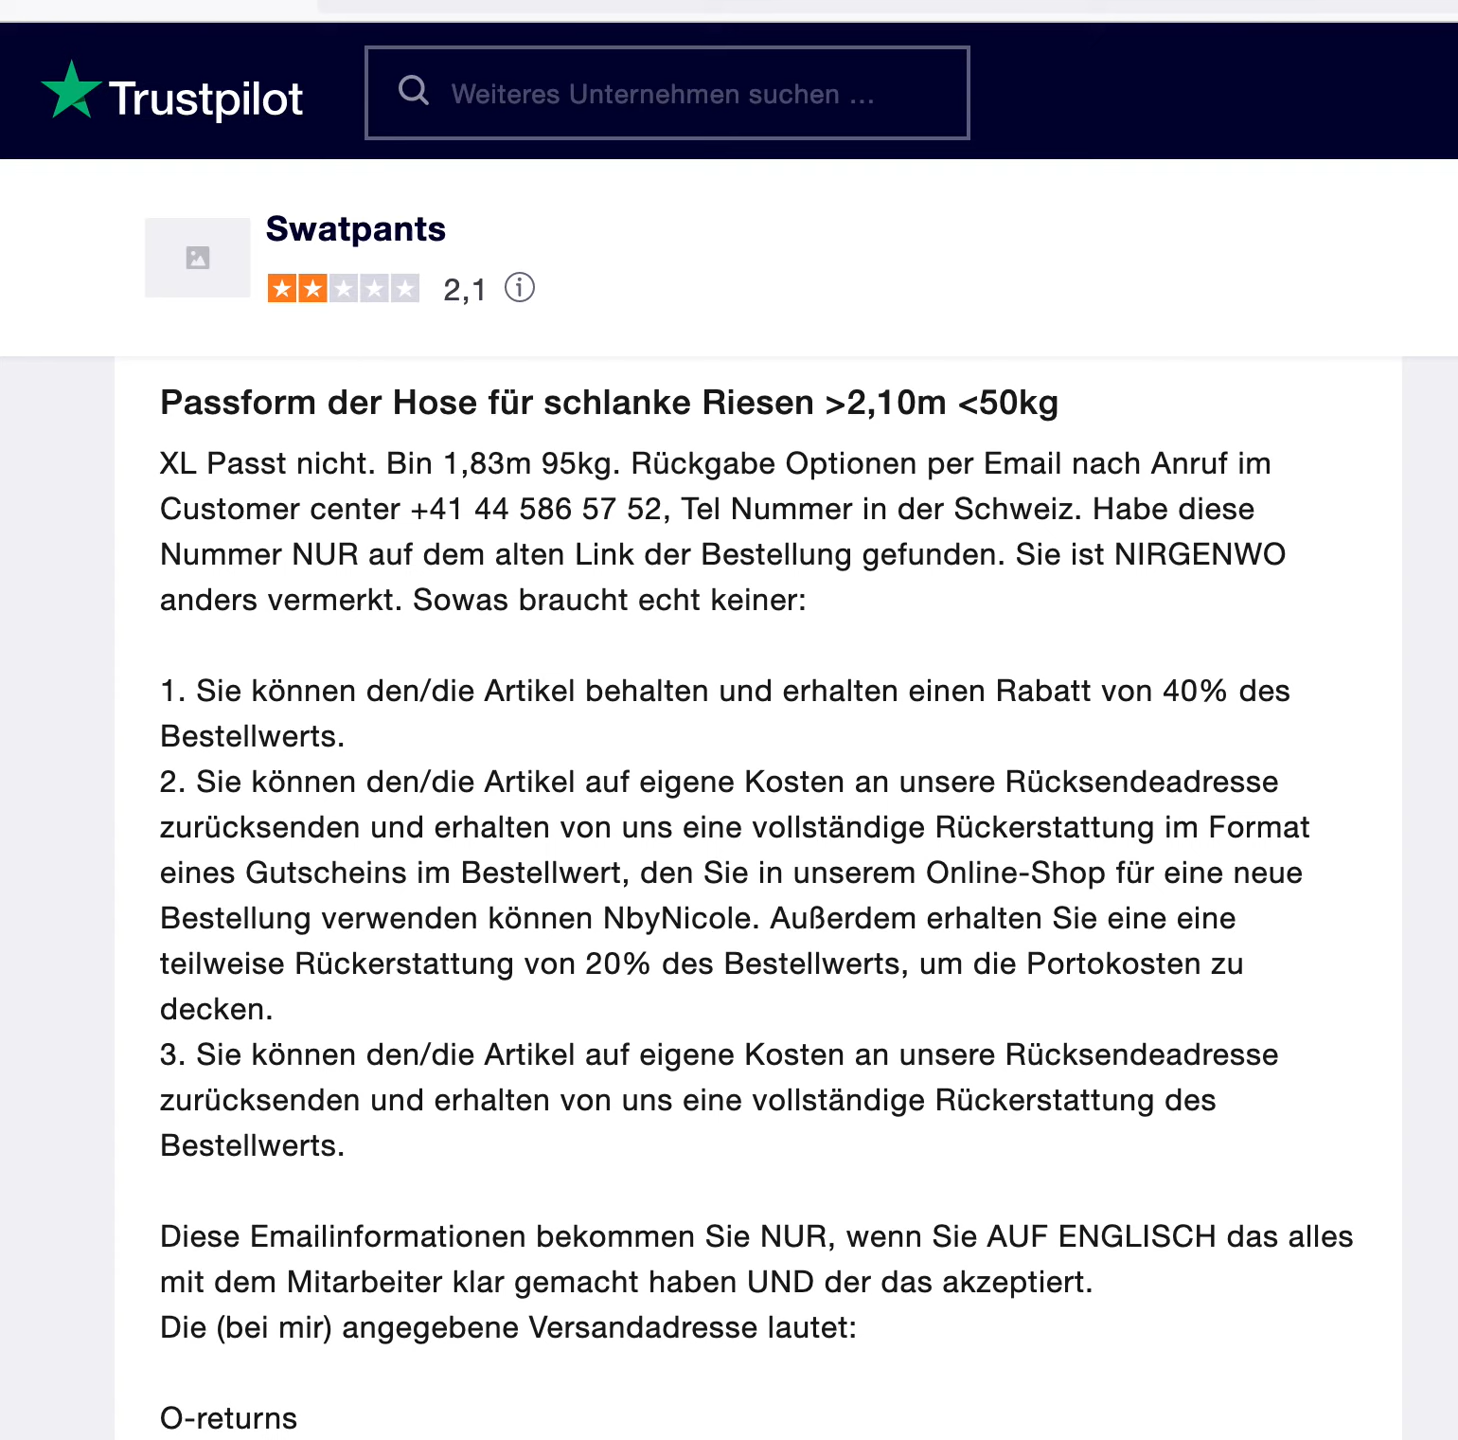 Trustpilot
Weiteres Unternehmen suchen ...
Swatpants
2,1
Passform der Hose für schlanke Riesen >2,10m <50kg
XL Passt nicht. Bin 1,83m 95kg. Rückgabe Optionen per Email nach Anruf im
Customer center +41 44 586 57 52, Tel Nummer in der Schweiz. Habe diese
Nummer NUR auf dem alten Link der Bestellung gefunden. Sie ist NIRGENWO
anders vermerkt. Sowas braucht echt keiner:
1. Sie können den/die Artikel behalten und erhalten einen Rabatt von 40% des
Bestellwerts.
2. Sie können den/die Artikel auf eigene Kosten an unsere Rücksendeadresse
zurücksenden und erhalten von uns eine vollständige Rückerstattung im Format
eines Gutscheins im Bestellwert, den Sie in unserem Online-Shop für eine neue
Bestellung verwenden können NbyNicole. Außerdem erhalten Sie eine eine
teilweise Rückerstattung von 20% des Bestellwerts, um die Portokosten zu
decken.
3. Sie können den/die Artikel auf eigene Kosten an unsere Rücksendeadresse
zurücksenden und erhalten von uns eine vollständige Rückerstattung des
Bestellwerts.
Diese Emailinformationen bekommen Sie NUR, wenn Sie AUF ENGLISCH das alles
mit dem Mitarbeiter klar gemacht haben UND der das akzeptiert.
Die (bei mir) angegebene Versandadresse lautet:
O-returns